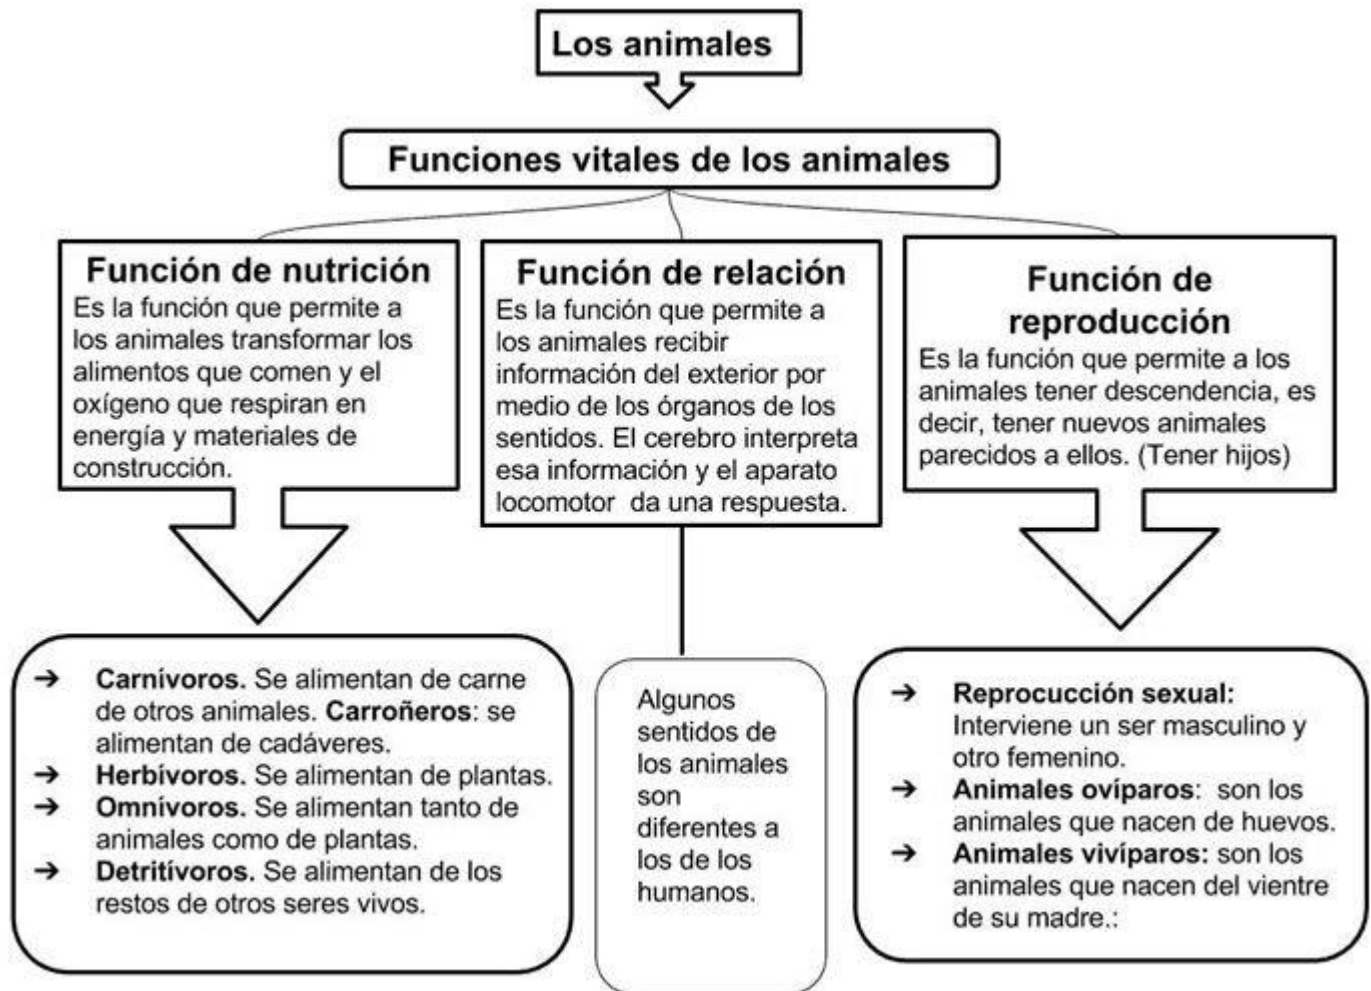 Los animales
Funciones vitales de los animales
Función de nutrición
Es la función que permite a
los animales transformar los
alimentos que comen y el
oxígeno que respiran en
energía y materiales de
construcción.
Función de relación
Es la función que permite a
los animales recibir
información del exterior por
medio de los órganos de los
sentidos. El cerebro interpreta
esa información y el aparato
locomotor da una respuesta.
Función de
reproducción
Es la función que permite a los
animales tener descendencia, es
decir, tener nuevos animales
parecidos a ellos. (Tener hijos)
➔ Carnívoros. Se alimentan de carne
de otros animales. Carroñeros: se
alimentan de cadáveres.
➔ Herbívoros. Se alimentan de plantas.
➔ Omnívoros. Se alimentan tanto de
animales como de plantas.
➔ Detritívoros. Se alimentan de los
restos de otros seres vivos.
Algunos
sentidos de
los animales
son
diferentes a
los de los
humanos.
➔ Reprocucción sexual:
Interviene un ser masculino y
otro femenino.
➔ Animales ovíparos: son los
animales que nacen de huevos.
➔ Animales vivíparos: son los
animales que nacen del vientre
de su madre.: